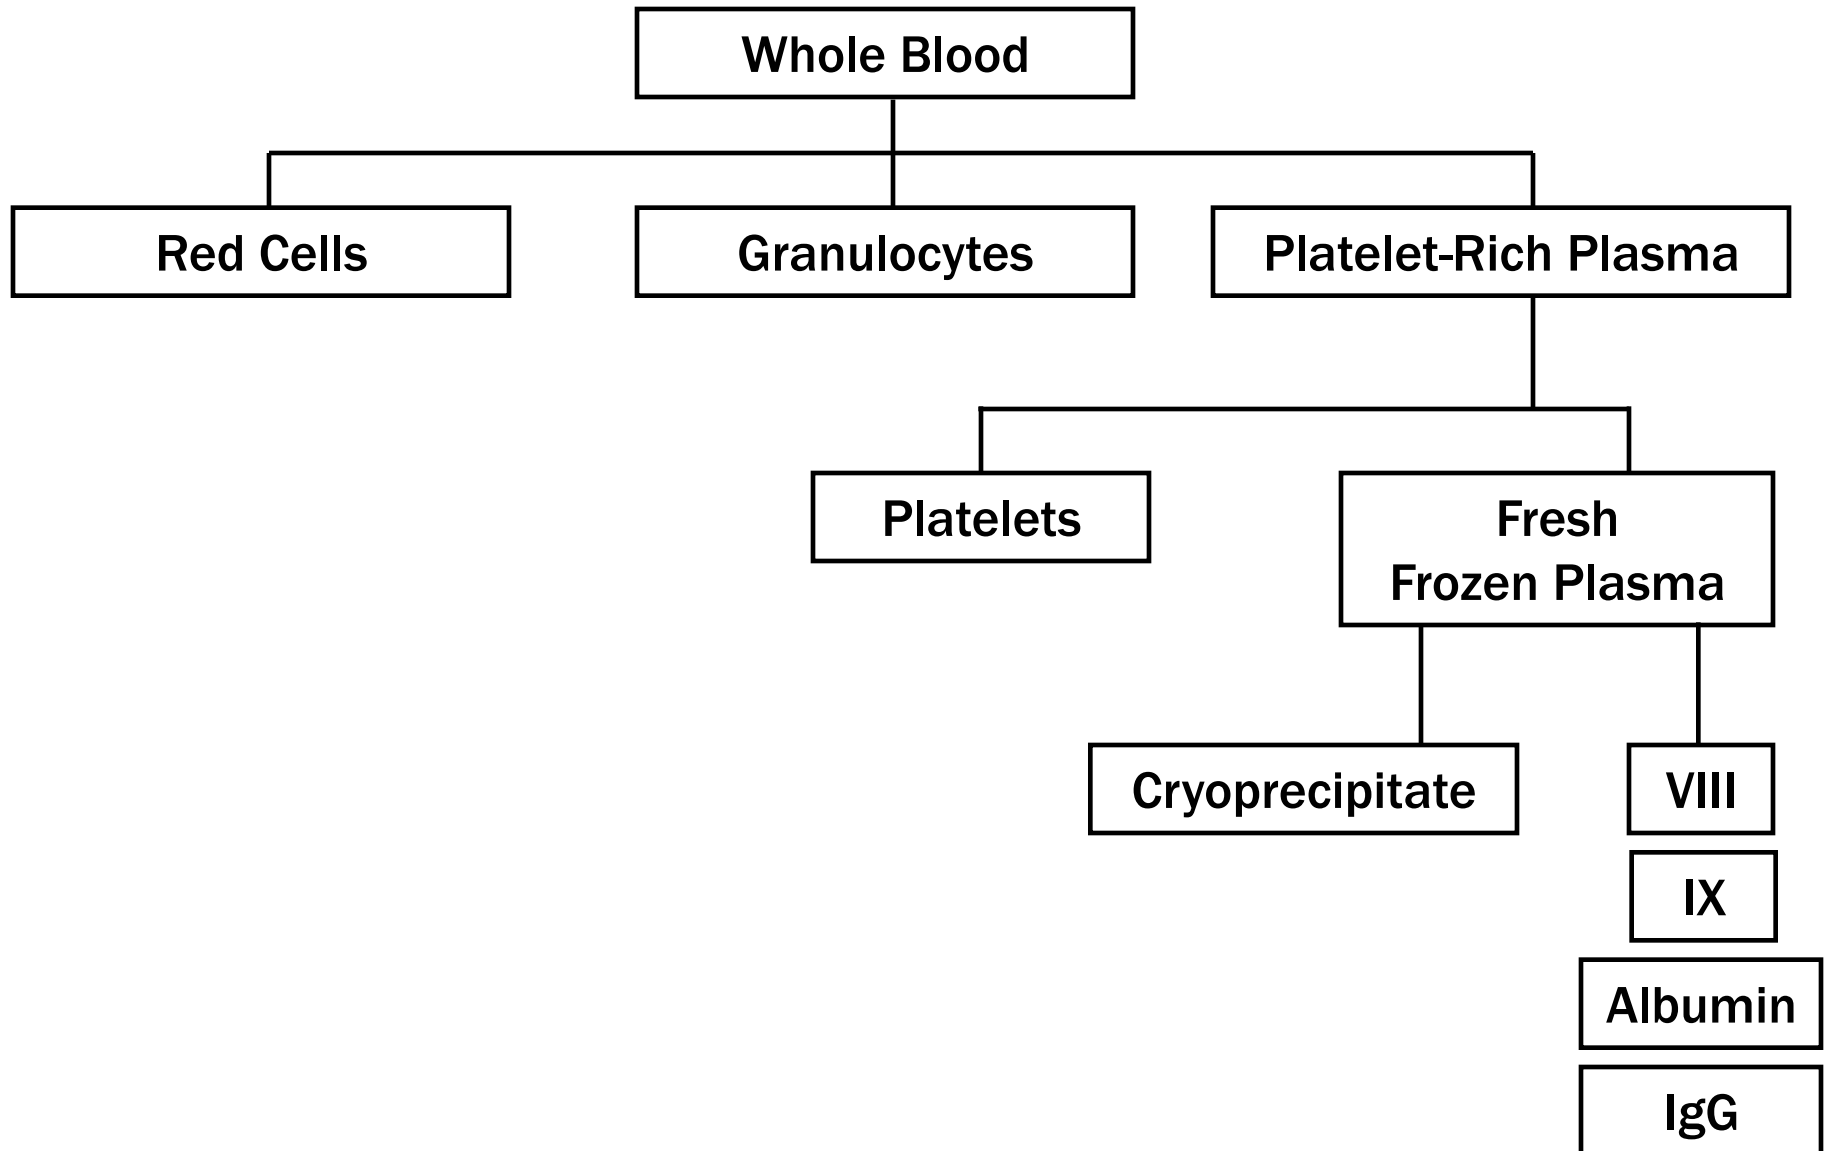 Whole Blood
Red Cells
Granulocytes
Platelet-Rich Plasma
Platelets
Fresh
Frozen Plasma
Cryoprecipitate
VIII
IX
Albumin
IgG